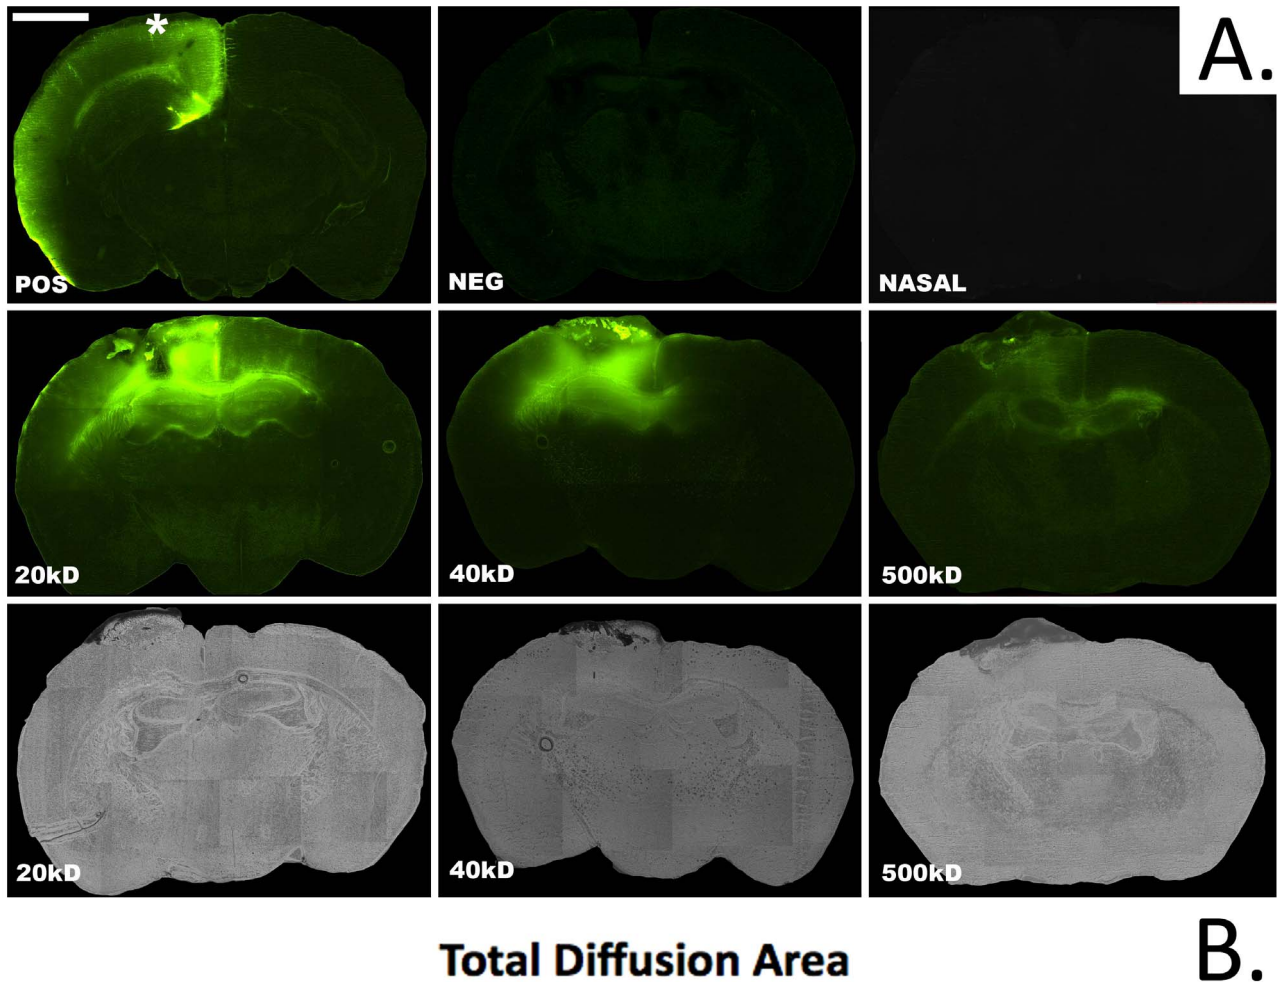 *
A.
POS
NEG
NASAL
20kD
40kD
500kD
20kD
40kD
500kD
B.
Total Diffusion Area